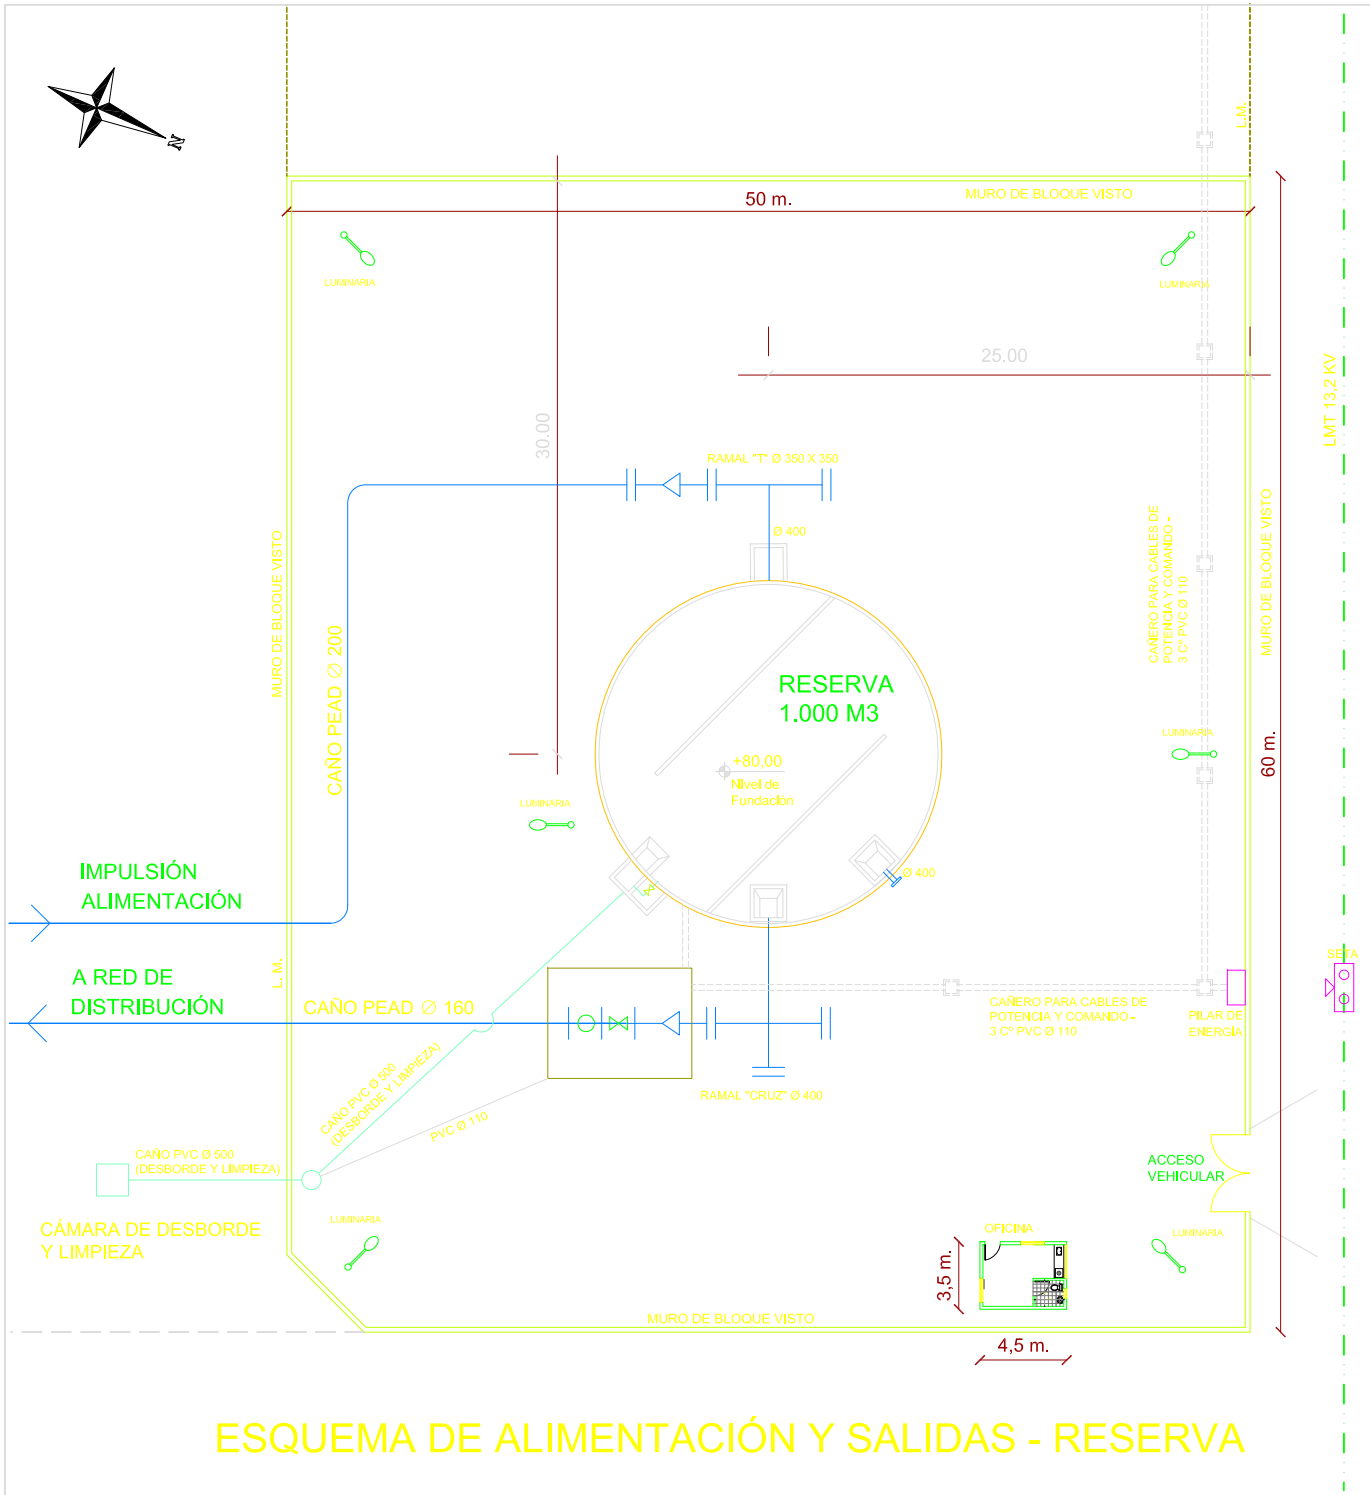 N
L.M.
MURO DE BLOQUE VISTO
50 m.
LUMINARIA
LUMINARIA
25.00
LMT 13.2 KV
30.00
RAMAL "T" Ø 350 X 350
Ø 400
MURO DE BLOQUE VISTO
CAÑO PEAD Ø 200
CAÑERO PARA CABLES DE
POTENCIA Y COMANDO -
3 Cº PVC Ø 110
MURO DE BLOQUE VISTO
RESERVA
1.000 M3
LUMINARIA
60 m.
+80,00
Nivel de
Fundación
LUMINARIA
IMPULSIÓN
ALIMENTACIÓN
Ø 400
A RED DE
DISTRIBUCIÓN
L.M.
SETA
CAÑO PEAD Ø 160
CAÑERO PARA CABLES DE
POTENCIA Y COMANDO -
3 Cº PVC Ø 110
PILAR DE
ENERGÍA
CAÑO PVC Ø 500
(DESBORDE Y LIMPIEZA)
RAMAL "CRUZ" Ø 400
PVC Ø 110
CAÑO PVC Ø 500
(DESBORDE Y LIMPIEZA)
ACCESO
VEHICULAR
CÁMARA DE DESBORDE
Y LIMPIEZA
LUMINARIA
OFICINA
LUMINARIA
3,5 m.
MURO DE BLOQUE VISTO
4,5 m.
ESQUEMA DE ALIMENTACIÓN Y SALIDAS - RESERVA